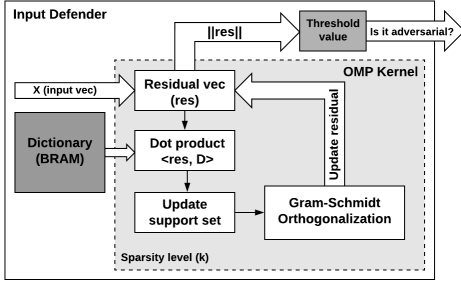 Input Defender
||res||
Threshold
value
Is it adversarial?
OMP Kernel
X (input vec)
Residual vec
(res)
Update residual
Dictionary
(BRAM)
Dot product
<res, D>
Update
support set
Gram-Schmidt
Orthogonalization
Sparsity level (k)